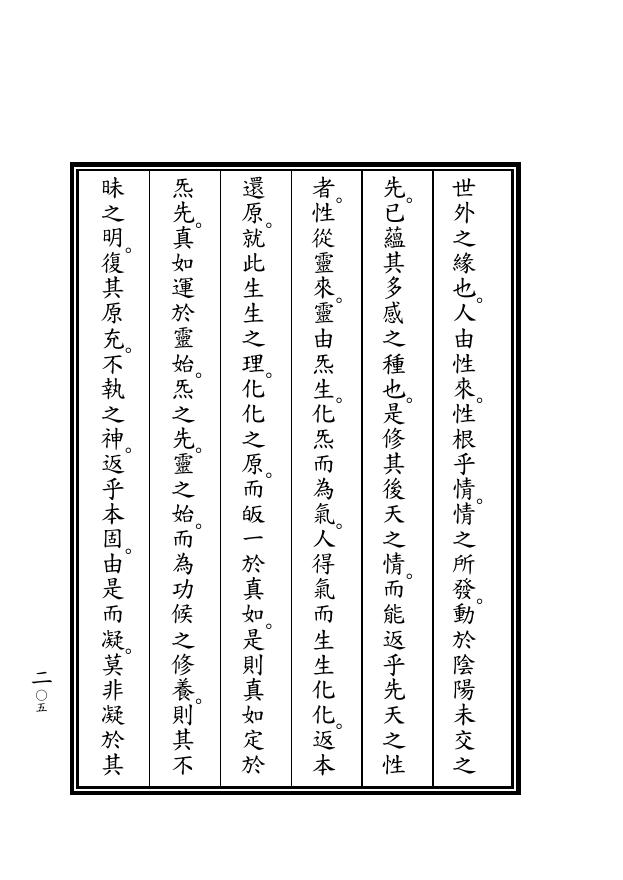 世外之緣也。人由性來。性根乎情。情之所發。動於陰陽未交之
先。已蘊其多感之種也。是修其後天之情。而能返乎先天之性
者。性從靈來。靈由炁生。化炁而為氣。人得氣而生生化化。返本
還原。就此生生之理。化化之原。而皈一於真如。是則真如定於
炁先。真如運於靈始。炁之先。靈之始。而為功候之修養。則其不
昧之明。復其原充。不執之神。返乎本固。由是而凝。莫非凝於其
二〇五